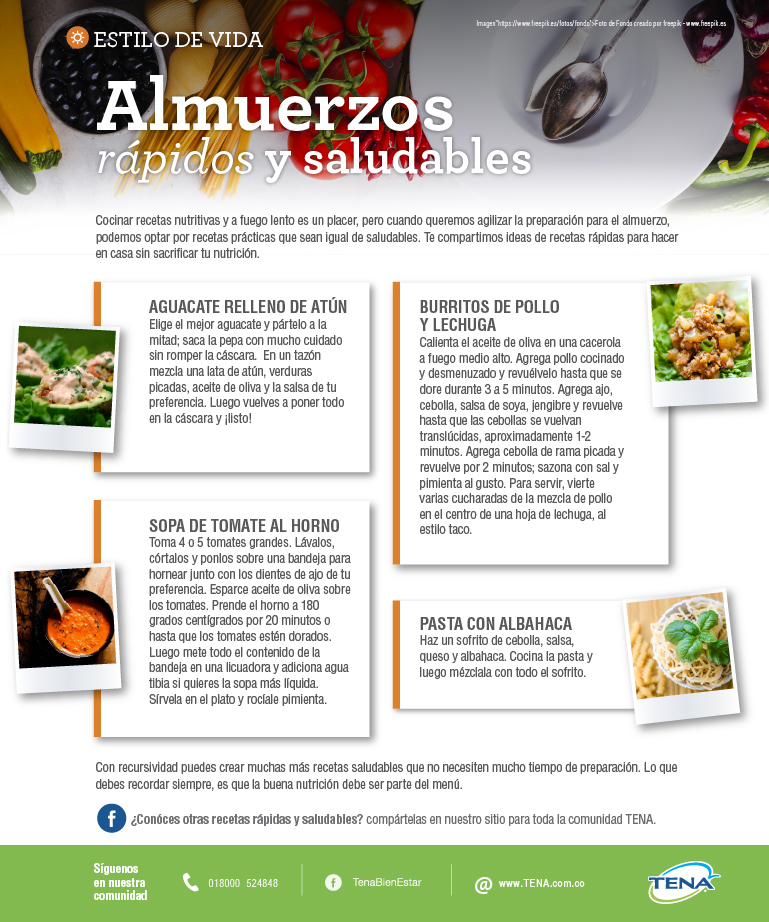 Imagen"https://www.freepik.es/fotos/fondo">Foto de Fondo creado por freepik - www.freepik.es
ESTILO DE VIDA
Almuerzos
rápidos y saludables
Cocinar recetas nutritivas y a fuego lento es un placer, pero cuando queremos agilizar la preparación para el almuerzo,
podemos optar por recetas prácticas que sean igual de saludables. Te compartimos ideas de recetas rápidas para hacer
en casa sin sacrificar tu nutrición.
AGUACATE RELLENO DE ATÚN
Elige el mejor aguacate y pártelo a la
mitad; saca la pepa con mucho cuidado
sin romper la cáscara. En un tazón
mezcla una lata de atún, verduras
picadas, aceite de oliva y la salsa de tu
preferencia. Luego vuelves a poner todo
en la cáscara y ¡listo!
SOPA DE TOMATE AL HORNO
Toma 4 o 5 tomates grandes. Lávalos,
córtalos y ponlos sobre una bandeja para
hornear junto con los dientes de ajo de tu
preferencia. Esparce aceite de oliva sobre
los tomates. Prende el horno a 180
grados centígrados por 20 minutos o
hasta que los tomates estén dorados.
Luego mete todo el contenido de la
bandeja en una licuadora y adiciona agua
tibia si quieres la sopa más líquida.
Sírvela en el plato y rocíale pimienta.
BURRITOS DE POLLO
Y LECHUGA
Calienta el aceite de oliva en una cacerola
a fuego medio alto. Agrega pollo cocinado
y desmenuzado y revuélvelo hasta que se
dore durante 3 a 5 minutos. Agrega ajo,
cebolla, salsa de soya, jengibre y revuelve
hasta que las cebollas se vuelvan
translúcidas, aproximadamente 1-2
minutos. Agrega cebolla de rama picada y
revuelve por 2 minutos; sazona con sal y
pimienta al gusto. Para servir, vierte
varias cucharadas de la mezcla de pollo
en el centro de una hoja de lechuga, al
estilo taco.
PASTA CON ALBAHACA
Haz un sofrito de cebolla, salsa,
queso y albahaca. Cocina la pasta y
luego mézclala con todo el sofrito.
Con recursividad puedes crear muchas más recetas saludables que no necesiten mucho tiempo de preparación. Lo que
debes recordar siempre, es que la buena nutrición debe ser parte del menú.
¿Conóces otras recetas rápidas y saludables? compártelas en nuestro sitio para toda la comunidad TENA.
Síguenos
en nuestra
comunidad
018000 524848
TenaBienEstar
@ www.TENA.com.co
TENA